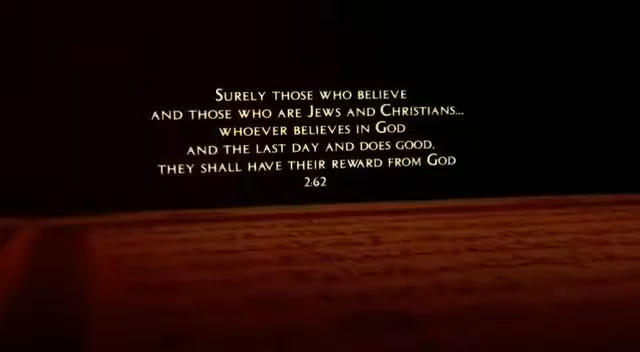 Surely those who believe
and those who are Jews and Christians...
whoever believes in God
and the last day and does good,
they shall have their reward from God
2:62